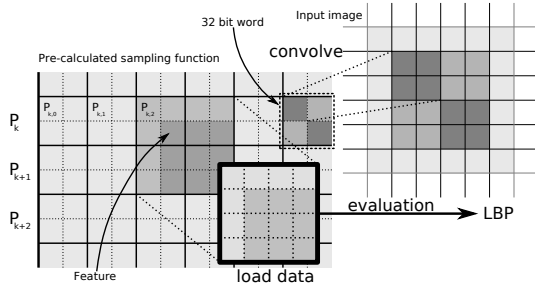 32 bit word
Input image
convolve
Pre-calculated sampling function
P k,0 P k,1 P k,2
P k
P k+1
P k+2
evaluation
LBP
Feature
load data